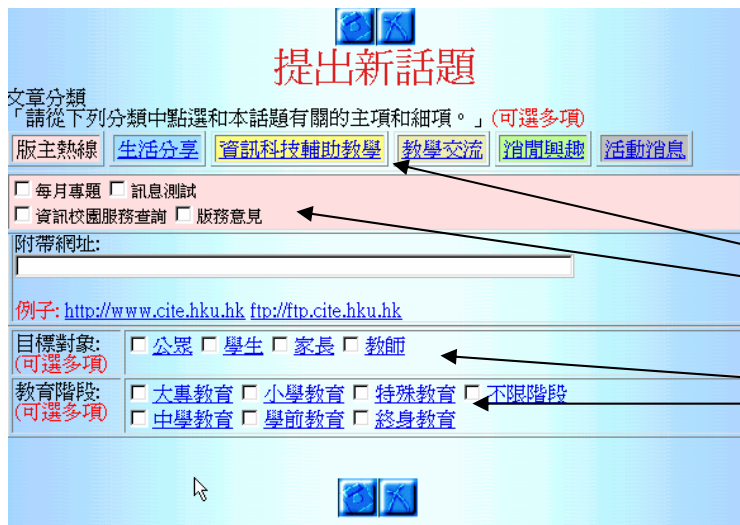 提出新話題
文章分類
「請從下列分類中點選和本話題有關的主項和細項。」(可選多項)
版主熱線 生活分享 資訊科技輔助教學 教學交流 消閒興趣 活動消息
每月專題 訊息測試
資訊校園服務查詢 版務意見
附帶網址:
例子: http://www.cite.hku.hk ftp://ftp.cite.hku.hk
目標對象: 公眾 學生 家長 教師
(可選多項)
教育階段: 大專教育 小學教育 特殊教育 不限階段
(可選多項) 中學教育 學前教育 終身教育